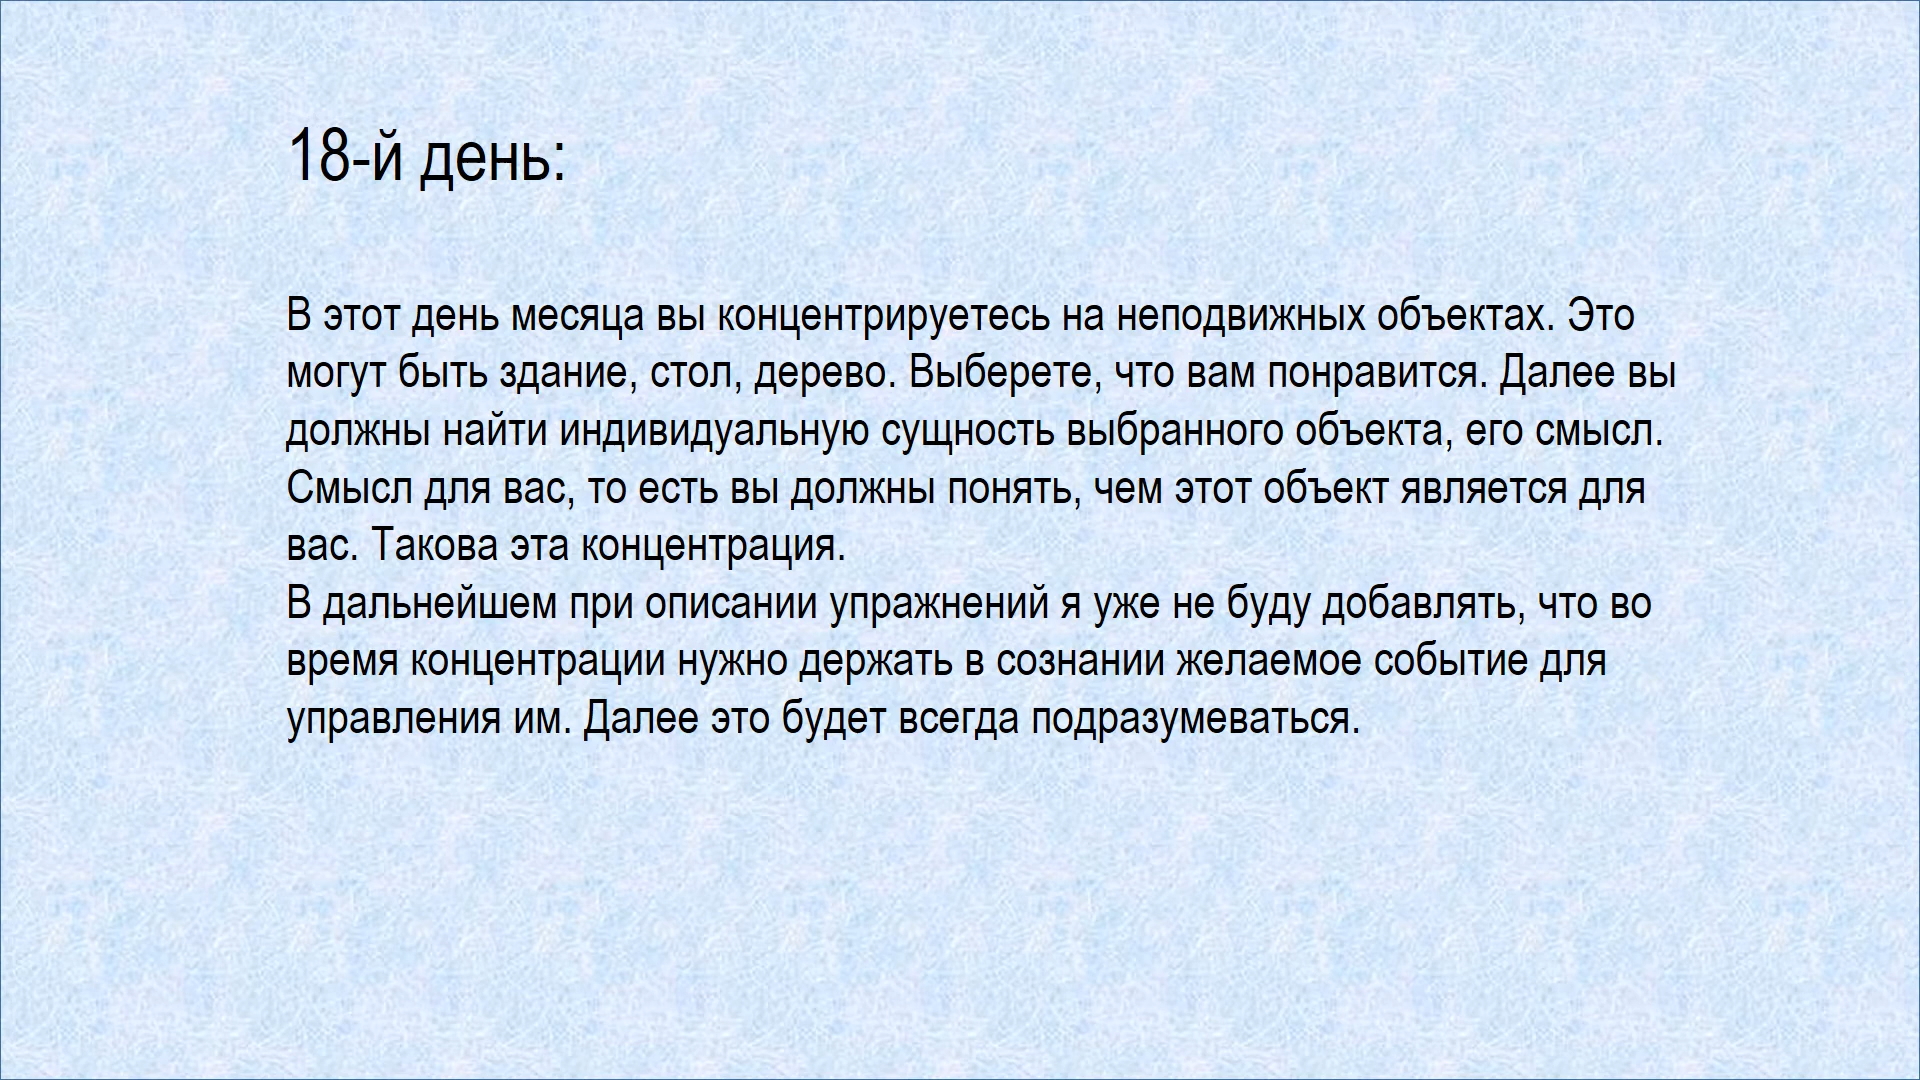 18-й день:
В этот день месяца вы концентрируетесь на неподвижных объектах. Это
могут быть здание, стол, дерево. Выберете, что вам понравится. Далее вы
должны найти индивидуальную сущность выбранного объекта, его смысл.
Смысл для вас, то есть вы должны понять, чем этот объект является для
вас. Такова эта концентрация.
В дальнейшем при описании упражнений я уже не буду добавлять, что во
время концентрации нужно держать в сознании желаемое событие для
управления им. Далее это будет всегда подразумеваться.